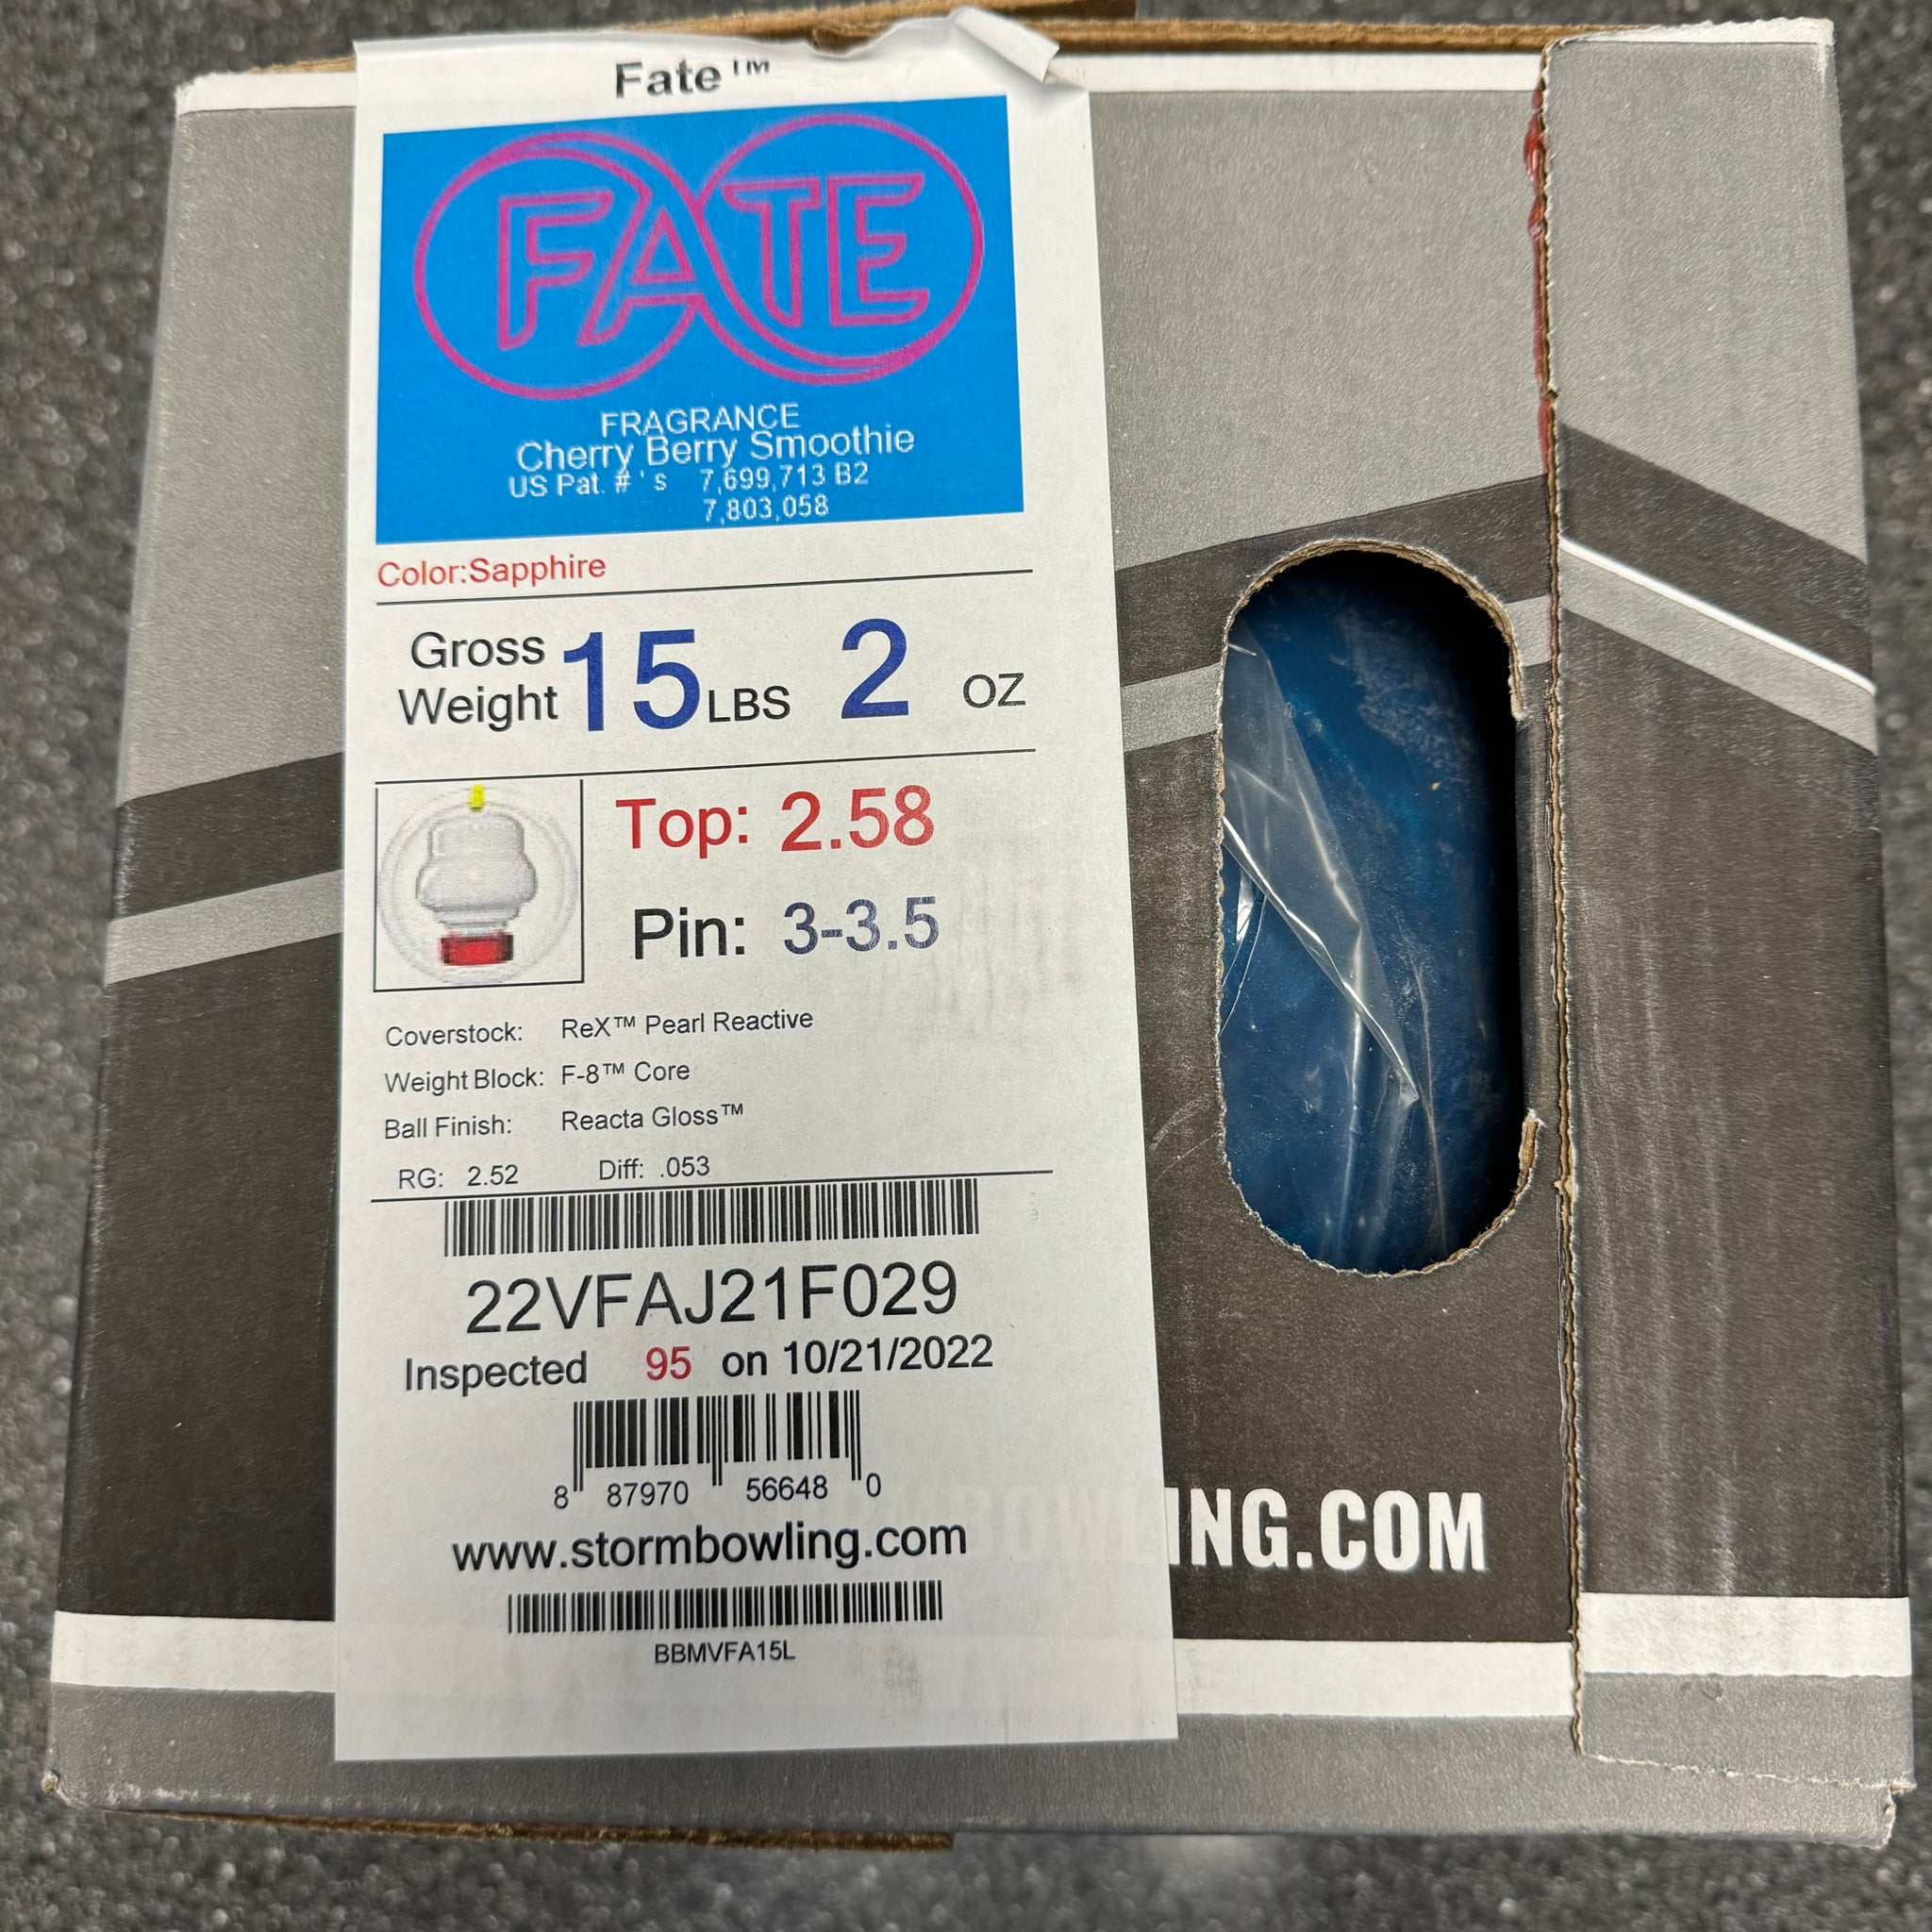 Fate™
FATE
FRAGRANCE
Cherry Berry Smoothie
US Pat. # ' s 7,699,713 B2
7,803,058
Color:Sapphire
Gross
Weight 15 LBS 2 OZ
Top: 2.58
Pin: 3-3.5
Coverstock: ReX™ Pearl Reactive
Weight Block: F-8™ Core
Ball Finish: Reacta Gloss™
RG: 2.52 Diff: .053
22VFAJ21F029
Inspected 95 on 10/21/2022
8 87970 56648 0
www.stormbowling.com
BBMVFA15L
BOWLING.COM